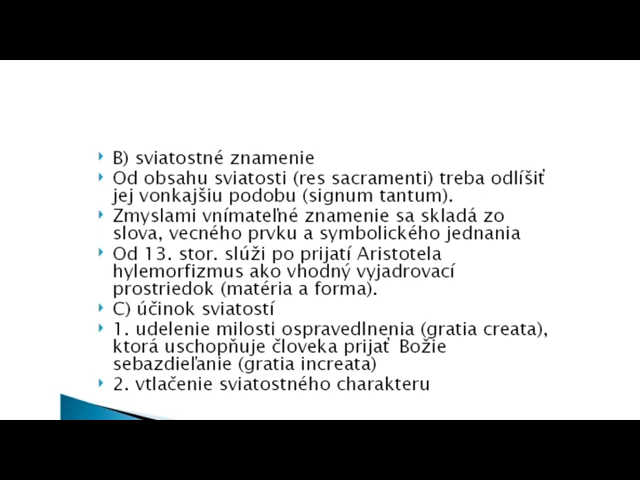 B) sviatostné znamenie
Od obsahu sviatosti (res sacramenti) treba odlíšiť
jej vonkajšiu podobu (signum tantum).
Zmyslami vnímateľné znamenie sa skladá zo
slova, vecného prvku a symbolického jednania
Od 13. stor. slúži po prijatí Aristotela
hylemorfizmus ako vhodný vyjadrovací
prostriedok (matéria a forma).
C) účinok sviatostí
1. udelenie milosti ospravedlnenia (gratia creata),
ktorá uschopňuje človeka prijať Božie
sebazdieľanie (gratia increata)
2. vtlačenie sviatostného charakteru